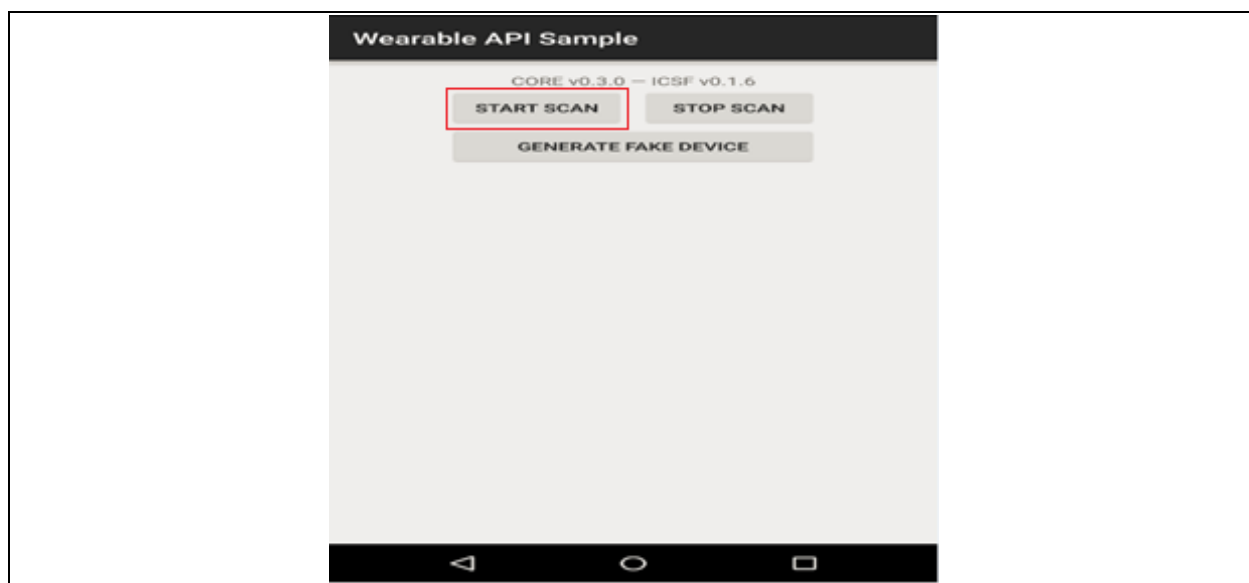 Wearable API Sample
CORE v0.3.0 — ICSF v0.1.6
START SCAN STOP SCAN
GENERATE FAKE DEVICE